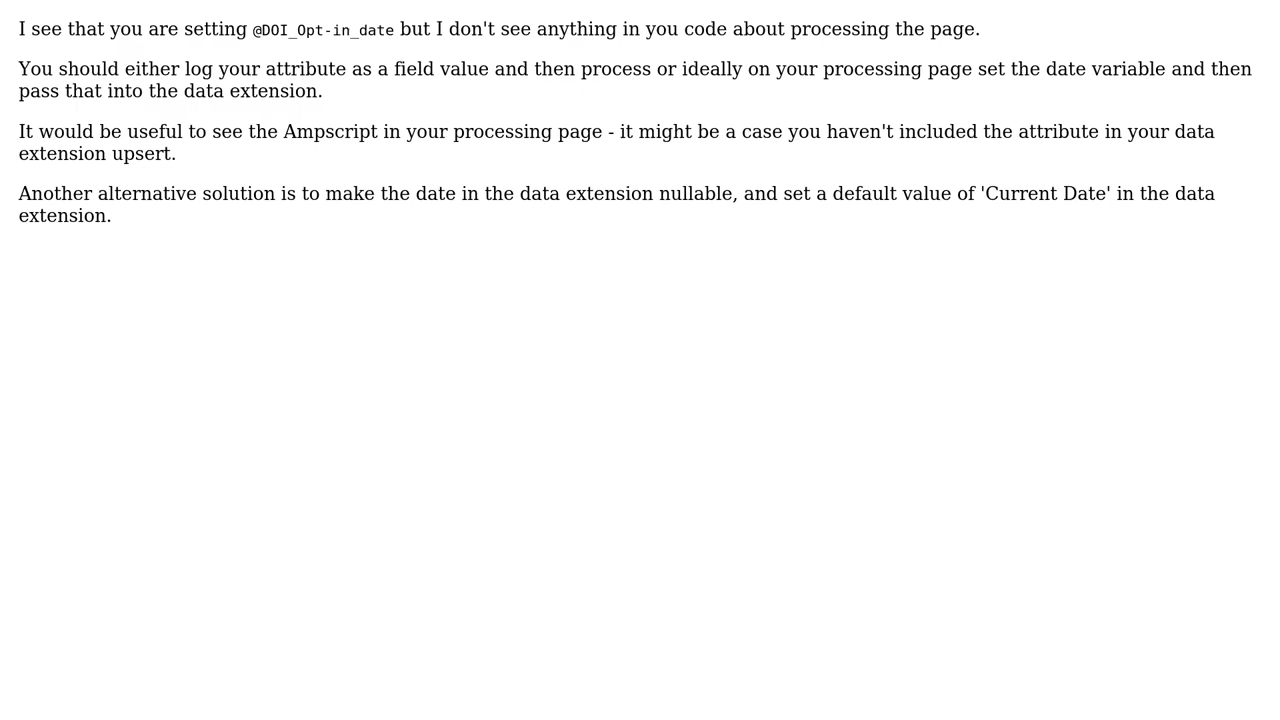 I see that you are setting @DOI_Opt-in_date but I don't see anything in you code about processing the page.
You should either log your attribute as a field value and then process or ideally on your processing page set the date variable and then
pass that into the data extension.
It would be useful to see the Ampscript in your processing page - it might be a case you haven't included the attribute in your data
extension upsert.
Another alternative solution is to make the date in the data extension nullable, and set a default value of 'Current Date' in the data
extension.